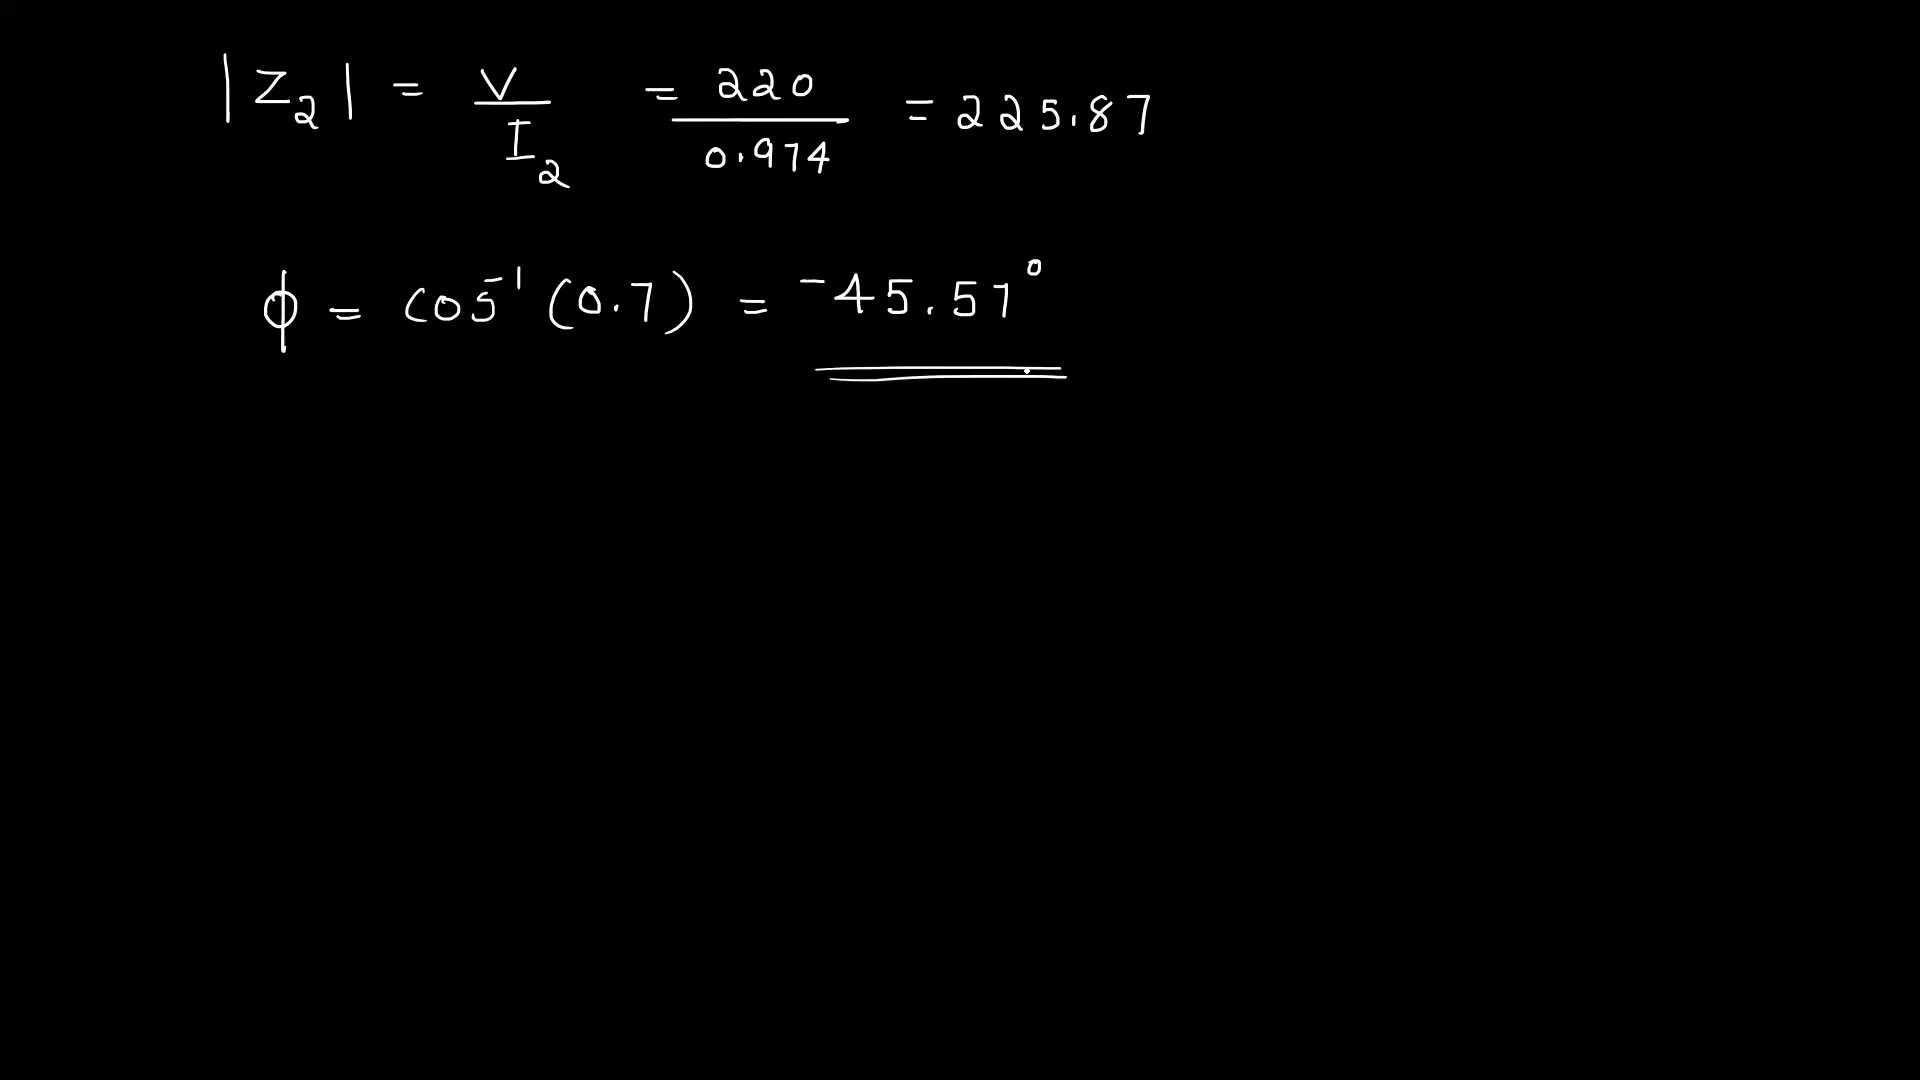 |Z₂| = V/I₂ = 220/0.974 = 225.87
ϕ = cos⁻¹(0.7) = -45.57°